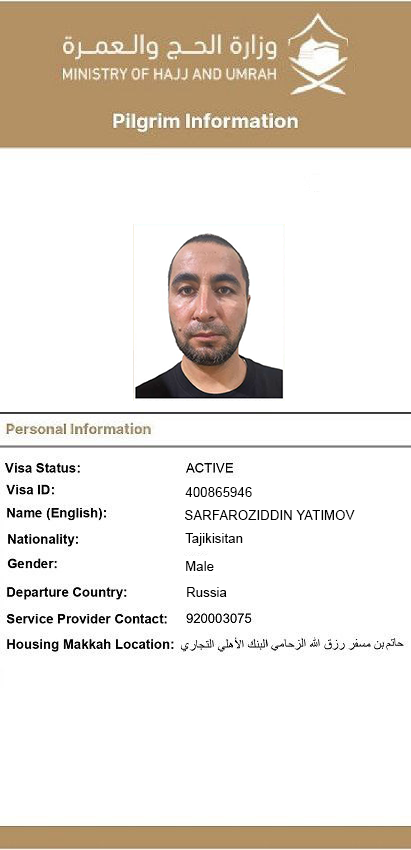 وزارة الحـج والـعمـرة
MINISTRY OF HAJJ AND UMRAH
Pilgrim Information
Personal Information
Visa Status: ACTIVE
Visa ID: 400865946
Name (English): SARFAROZIDDIN YATIMOV
Nationality: Tajikisitan
Gender: Male
Departure Country: Russia
Service Provider Contact: 920003075
Housing Makkah Location: حاتم بن مسفر رزق الله الزحامي البنك الأهلي التجاري